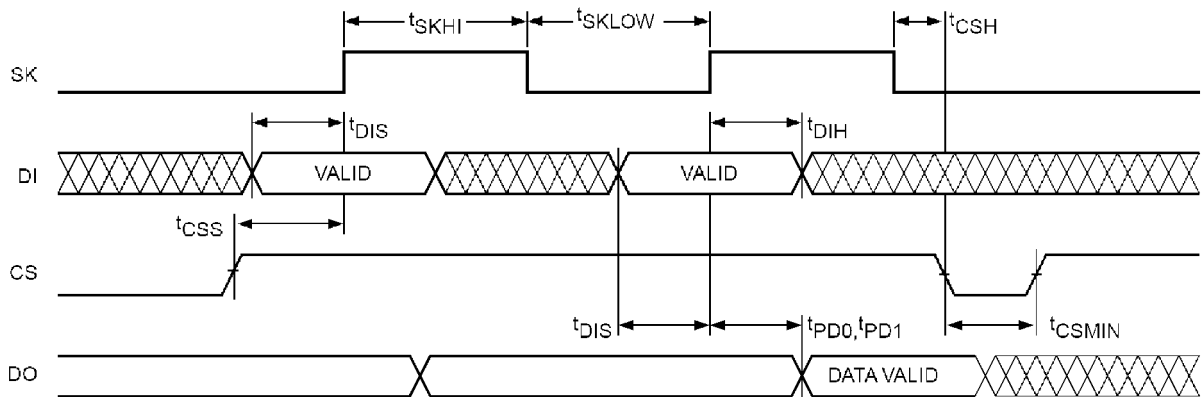 tSKHI
tSKLOW
tCSH
SK
tDIS
tDIH
DI
VALID
VALID
tCSS
CS
tDIS
tPD0,tPD1
tCSMIN
DO
DATA VALID